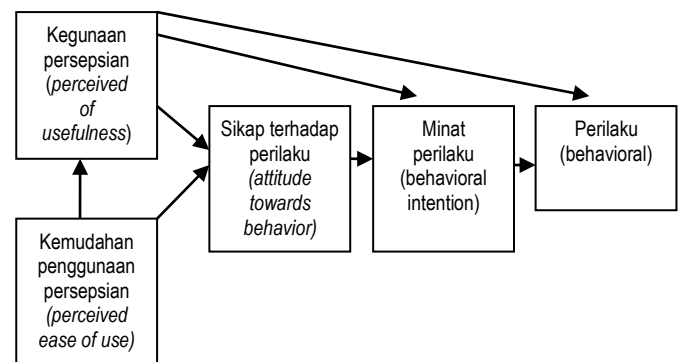 Kegunaan
persepsian
(perceived
of
usefulness)
Kemudahan
penggunaan
persepsian
(perceived
ease of use)
Sikap terhadap
perilaku
(attitude
towards
behavior)
Minat
perilaku
(behavioral
intention)
Perilaku
(behavioral)